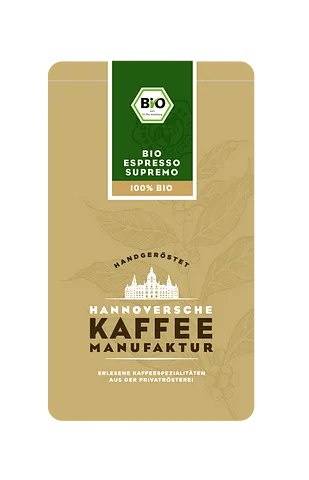 BIO
BIO
ESPRESSO
SUPREMO
100% BIO
HANDGERÖSTET
HANNOVERSCHE
KAFFEE
MANUFAKTUR
ERLESENE KAFFEESPEZIALITÄTEN
AUS DER PRIVATRÖSTEREI